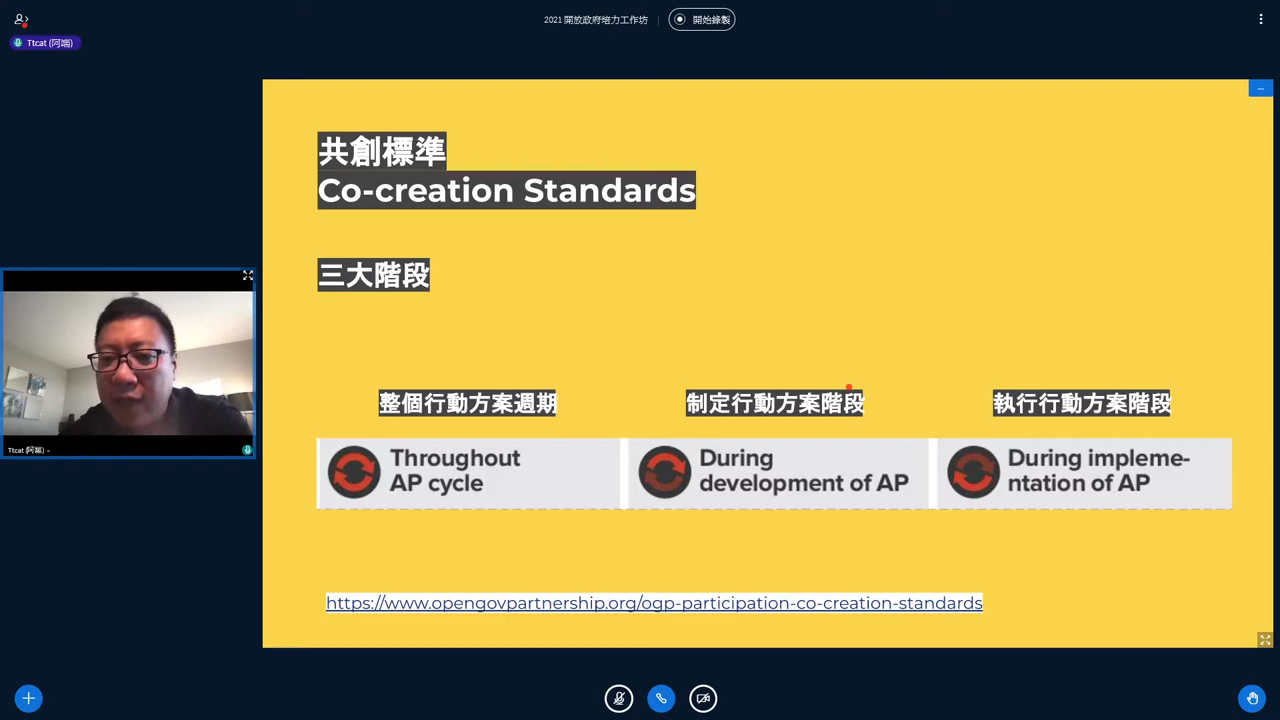 2021 開放政府培力工作坊
開始錄製
Ttcat (阿端)
共創標準
Co-creation Standards
三大階段
整個行動方案週期
制定行動方案階段
執行行動方案階段
Throughout
AP cycle
During
development of AP
During impleme-
ntation of AP
https://www.opengovpartnership.org/ogp-participation-co-creation-standards
Ttcat (阿端)